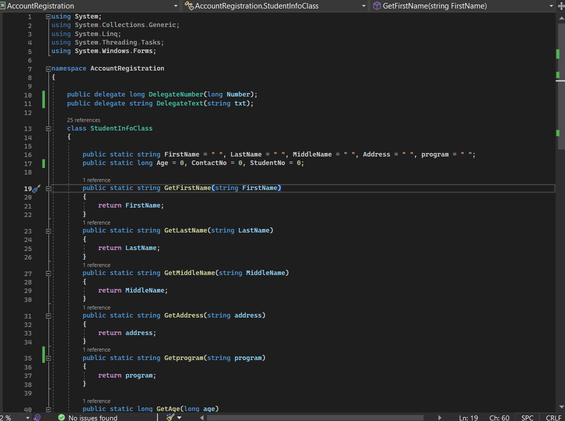 AccountRegistration AccountRegistration.StudentInfoClass GetFirstName(string FirstName)
1 using System;
2 using System.Collections.Generic;
3 using System.Linq;
4 using System.Threading.Tasks;
5 using System.Windows.Forms;
6
7 namespace AccountRegistration
8 {
9
10 public delegate long DelegateNumber(long Number);
11 public delegate string DelegateText(string txt);
12
25 references
13 class StudentInfoClass
14 {
15
16 public static string FirstName = " ", LastName = " ", MiddleName = " ", Address = " ", program = " ";
17 public static long Age = 0, ContactNo = 0, StudentNo = 0;
18
1 reference
19 public static string GetFirstName(string FirstName)
20 {
21 return FirstName;
22 }
1 reference
23 public static string GetLastName(string LastName)
24 {
25 return LastName;
26 }
1 reference
27 public static string GetMiddleName(string MiddleName)
28 {
29 return MiddleName;
30 }
1 reference
31 public static string GetAddress(string address)
32 {
33 return address;
34 }
1 reference
35 public static string Getprogram(string program)
36 {
37 return program;
38 }
39
1 reference
40 public static long GetAge(long age)
2 % No issues found Ln: 19 Ch: 60 SPC CRLF